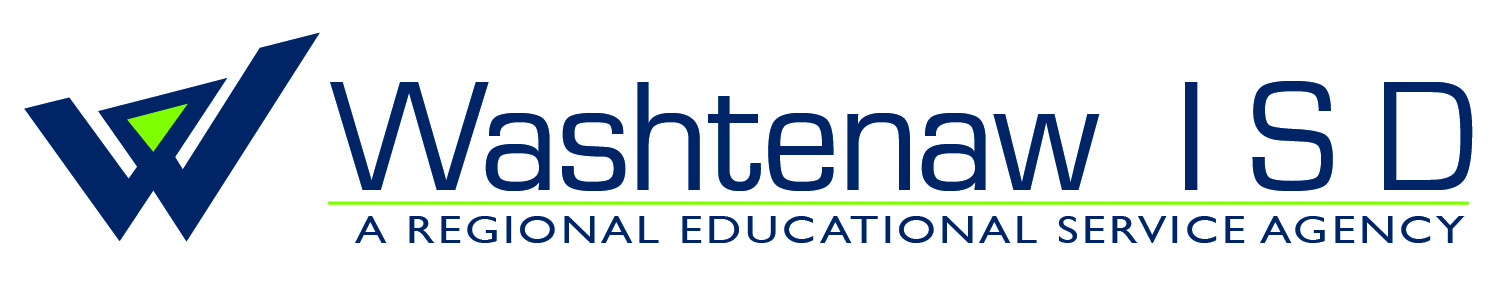 Washtenaw ISD
A REGIONAL EDUCATIONAL SERVICE AGENCY